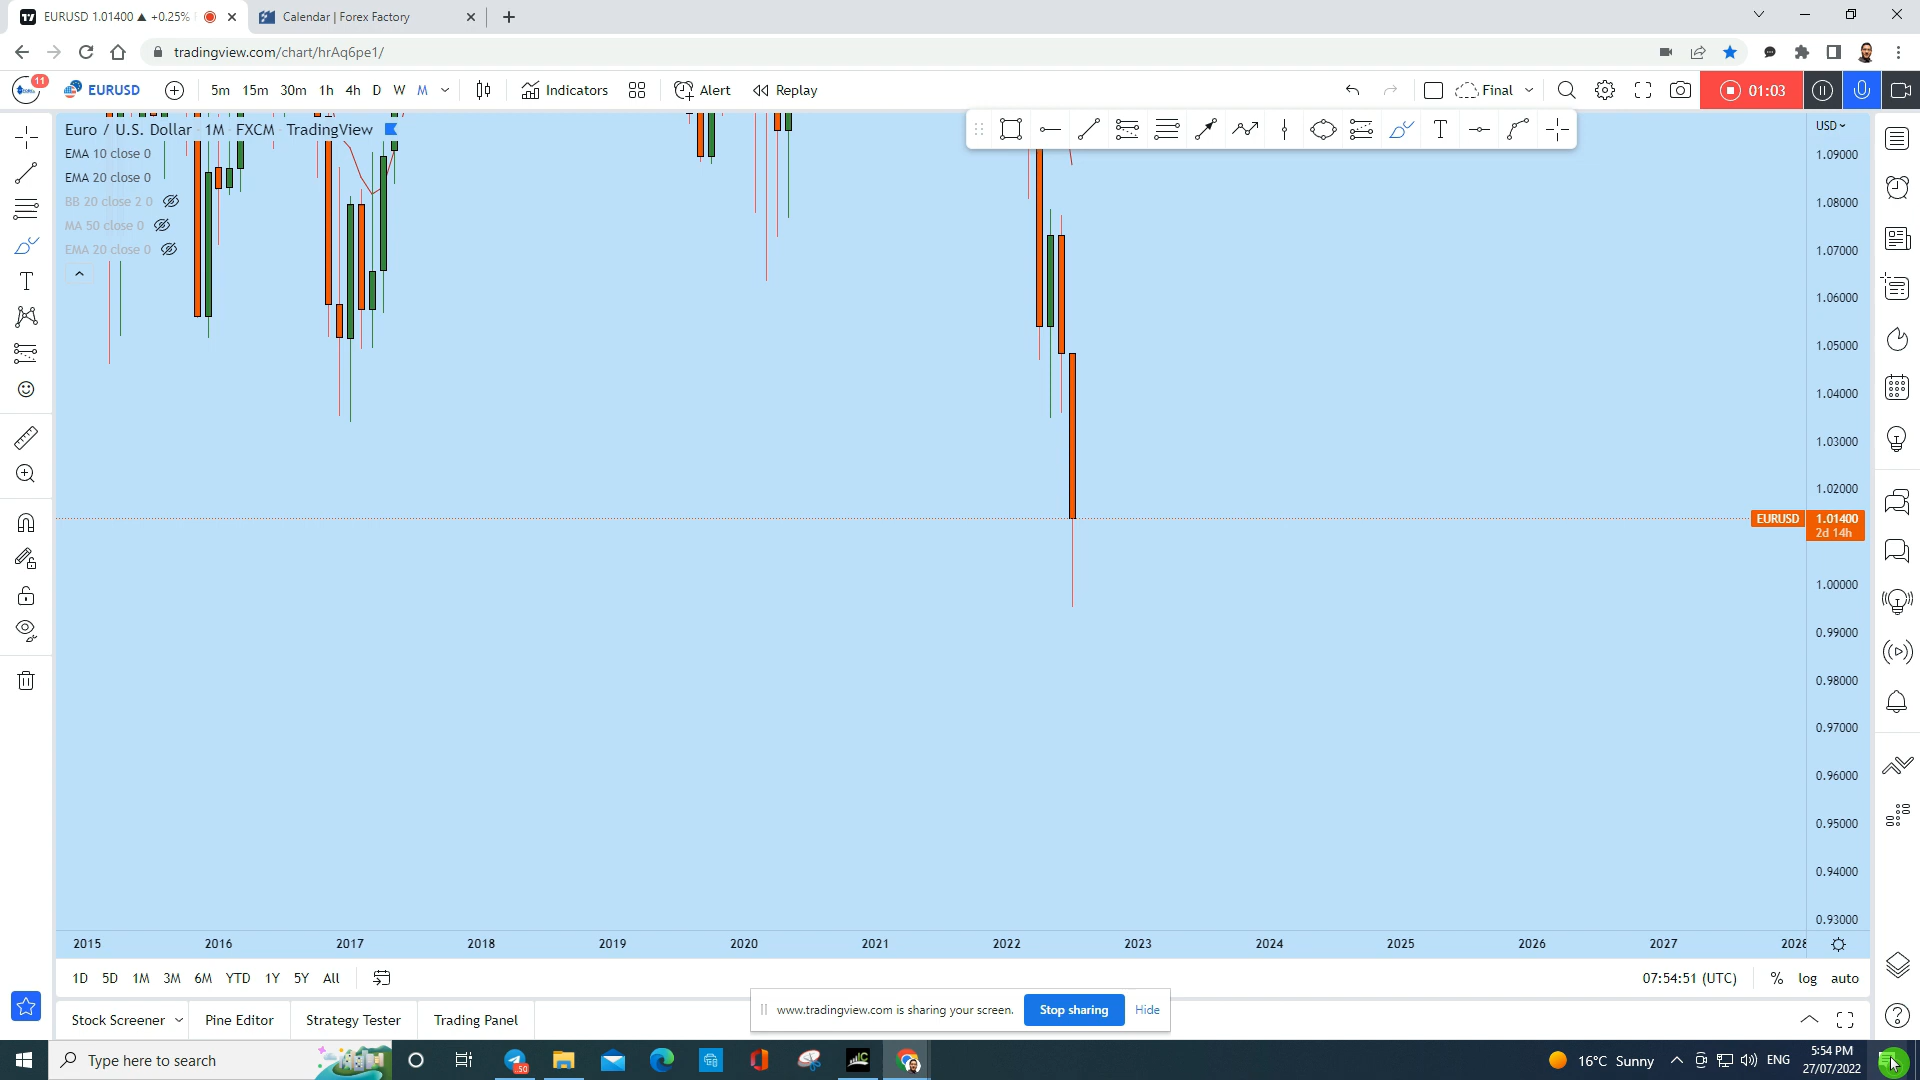 EURUSD 1.01400 ▲ +0.25%
Calendar | Forex Factory
tradingview.com/chart/hrAq6pe1/
11
EURUSD
5m 15m 30m 1h 4h D W M
Indicators
Alert
Replay
Final
01:03
Euro / U.S. Dollar · 1M · FXCM · TradingView
EMA 10 close 0
EMA 20 close 0
BB 20 close 2 0
MA 50 close 0
EMA 20 close 0
USD
1.09000
1.08000
1.07000
1.06000
1.05000
1.04000
1.03000
1.02000
EURUSD 1.01400
2d 14h
1.00000
0.99000
0.98000
0.97000
0.96000
0.95000
0.94000
0.93000
2015 2016 2017 2018 2019 2020 2021 2022 2023 2024 2025 2026 2027 2028
1D 5D 1M 3M 6M YTD 1Y 5Y All
07:54:51 (UTC)
% log auto
Stock Screener
Pine Editor
Strategy Tester
Trading Panel
www.tradingview.com is sharing your screen.
Stop sharing
Hide
Type here to search
50
16°C Sunny
ENG
5:54 PM
27/07/2022